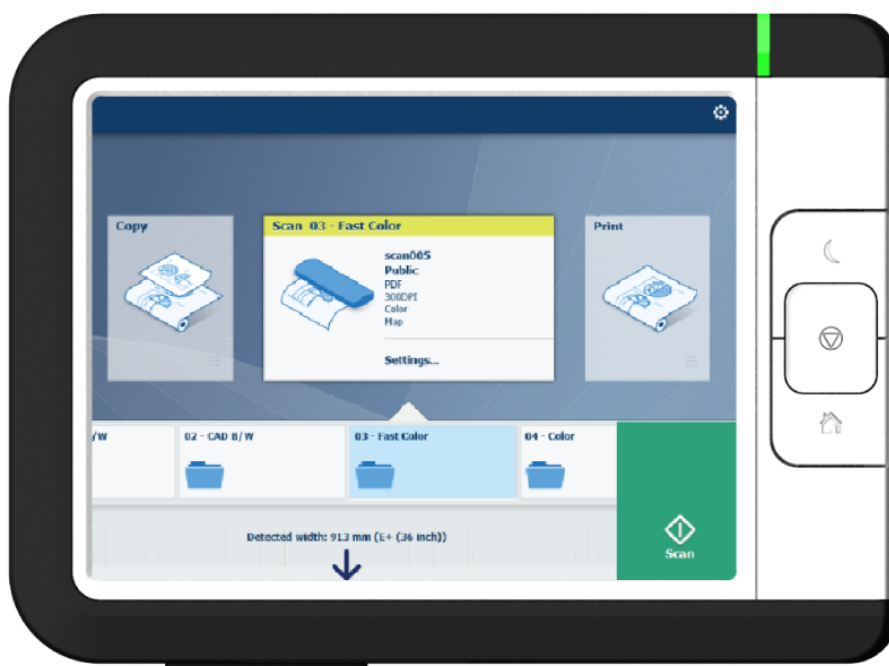 Copy
Scan 03 - Fast Color
Print
scan005
Public
PDF
300DPI
Color
Map
Settings...
/W
02 - CAD B/W
03 - Fast Color
04 - Color
Detected width: 913 mm (E+ (36 inch))
Scan